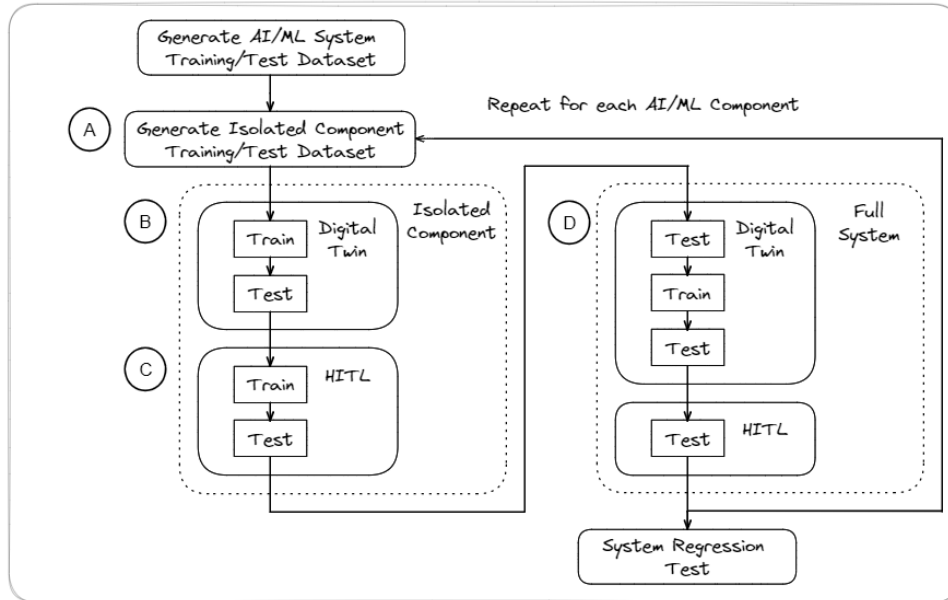 Generate AI/ML System
Training/Test Dataset
Repeat for each AI/ML Component
A
Generate Isolated Component
Training/Test Dataset
B
Isolated
Component
Digital
Twin
Train
Test
C
HITL
Train
Test
D
Full
System
Digital
Twin
Test
Train
Test
HITL
Test
System Regression
Test